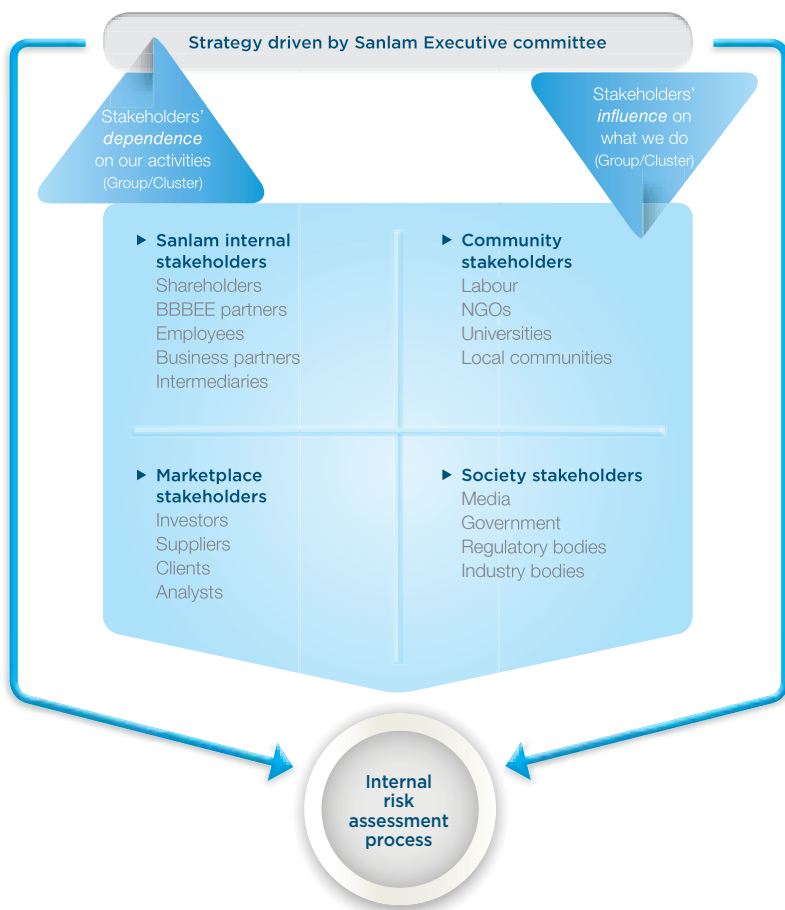 Strategy driven by Sanlam Executive committee
Stakeholders'
dependence
on our activities
(Group/Cluster)
Stakeholders'
influence on
what we do
(Group/Cluster)
Sanlam internal
stakeholders
Shareholders
BBBEE partners
Employees
Business partners
Intermediaries
Community
stakeholders
Labour
NGOs
Universities
Local communities
Marketplace
stakeholders
Investors
Suppliers
Clients
Analysts
Society stakeholders
Media
Government
Regulatory bodies
Industry bodies
Internal
risk
assessment
process